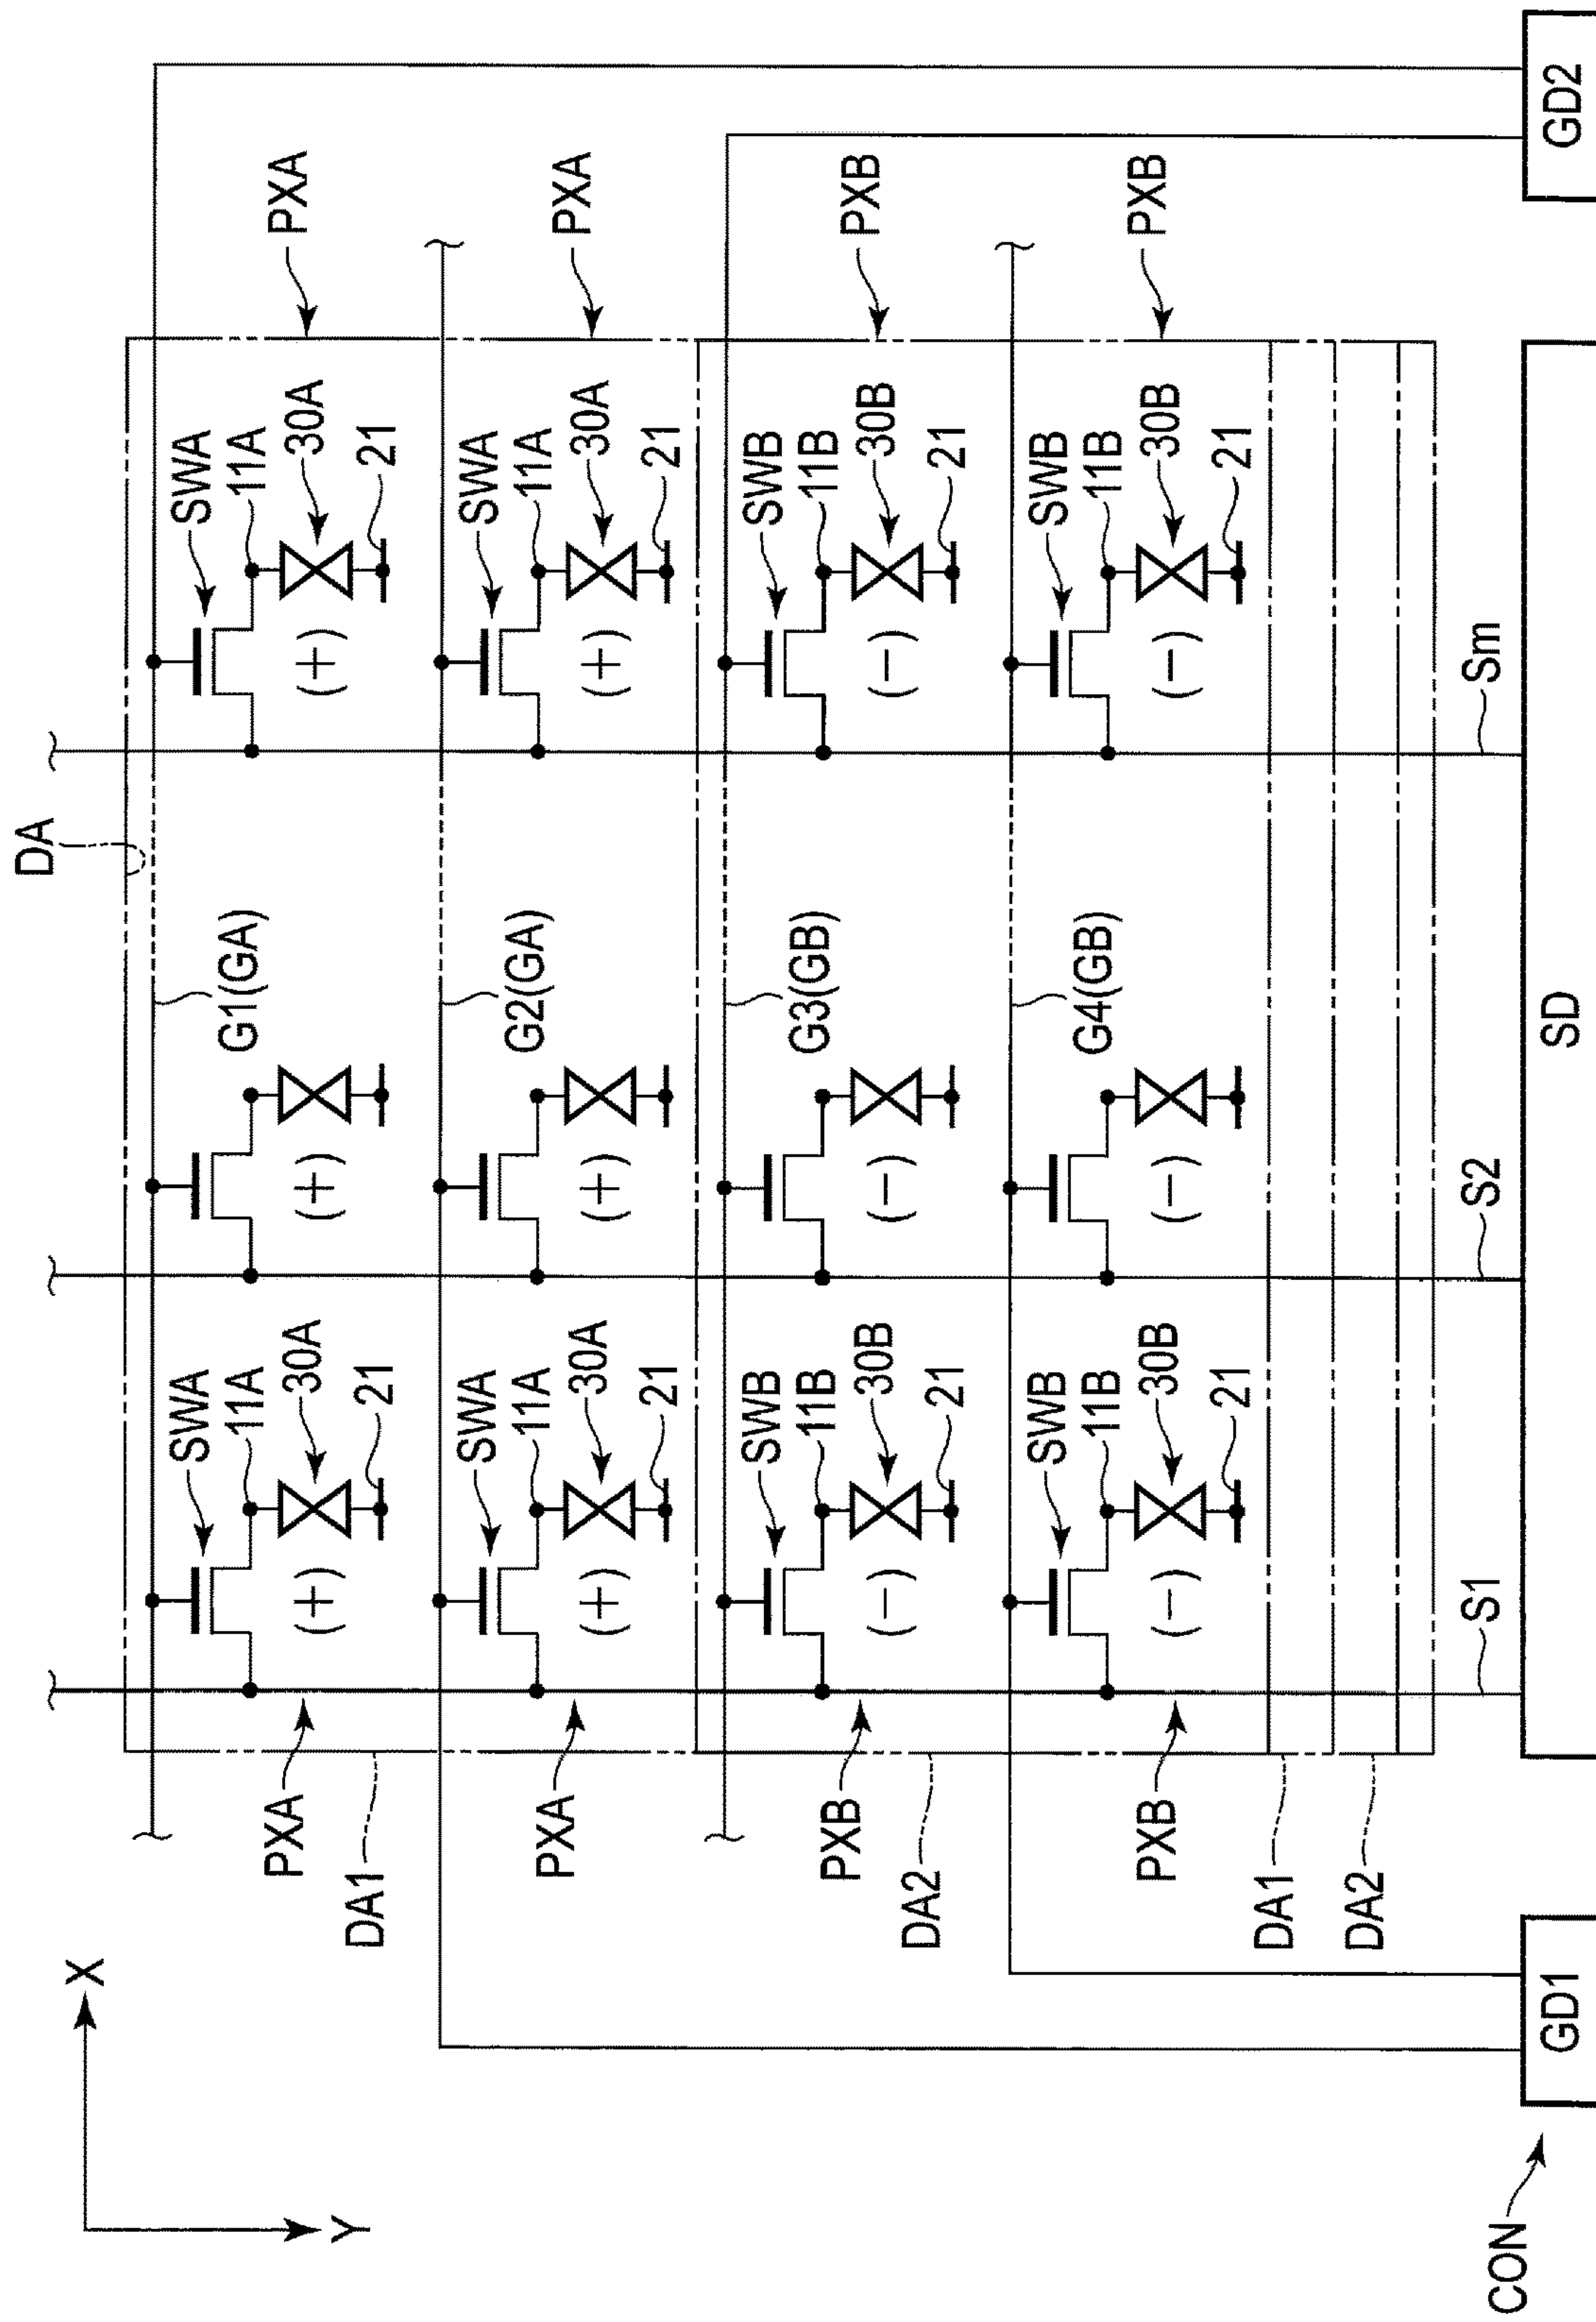 DA
X
Y
SWA
SWA
11A
G1(GA)
11A
PXA
30A
30A
PXA
(+)
(+)
(+)
DA1
21
21
SWA
SWA
11A
G2(GA)
11A
PXA
30A
30A
PXA
(+)
(+)
(+)
21
21
SWB
SWB
11B
G3(GB)
11B
PXB
30B
30B
PXB
(−)
(−)
(−)
DA2
21
21
SWB
SWB
11B
G4(GB)
11B
PXB
30B
30B
PXB
(−)
(−)
(−)
21
21
DA1
DA2
S1
S2
Sm
CON
GD1
SD
GD2